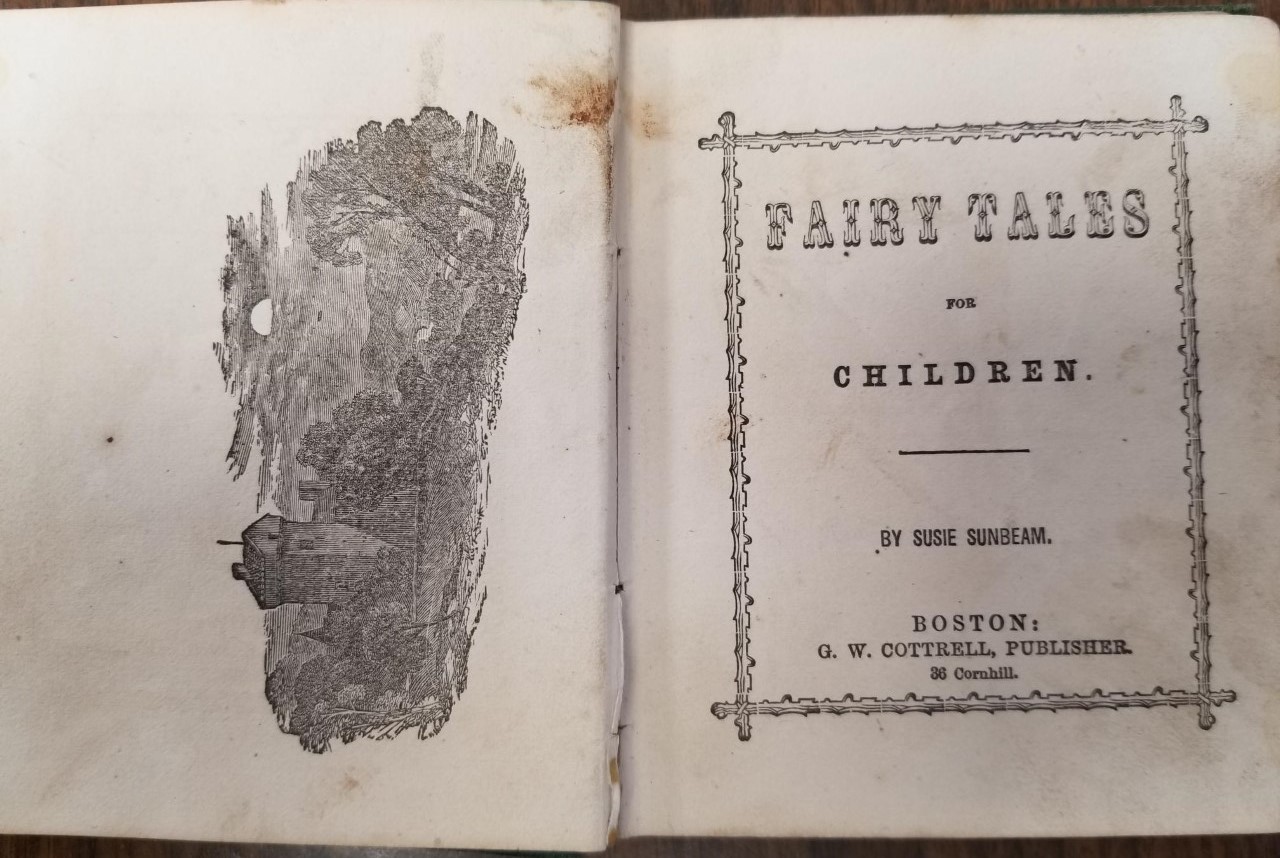 FAIRY TALES
FOR
CHILDREN.
BY SUSIE SUNBEAM.
BOSTON:
G. W. COTTRELL, PUBLISHER.
36 Cornhill.